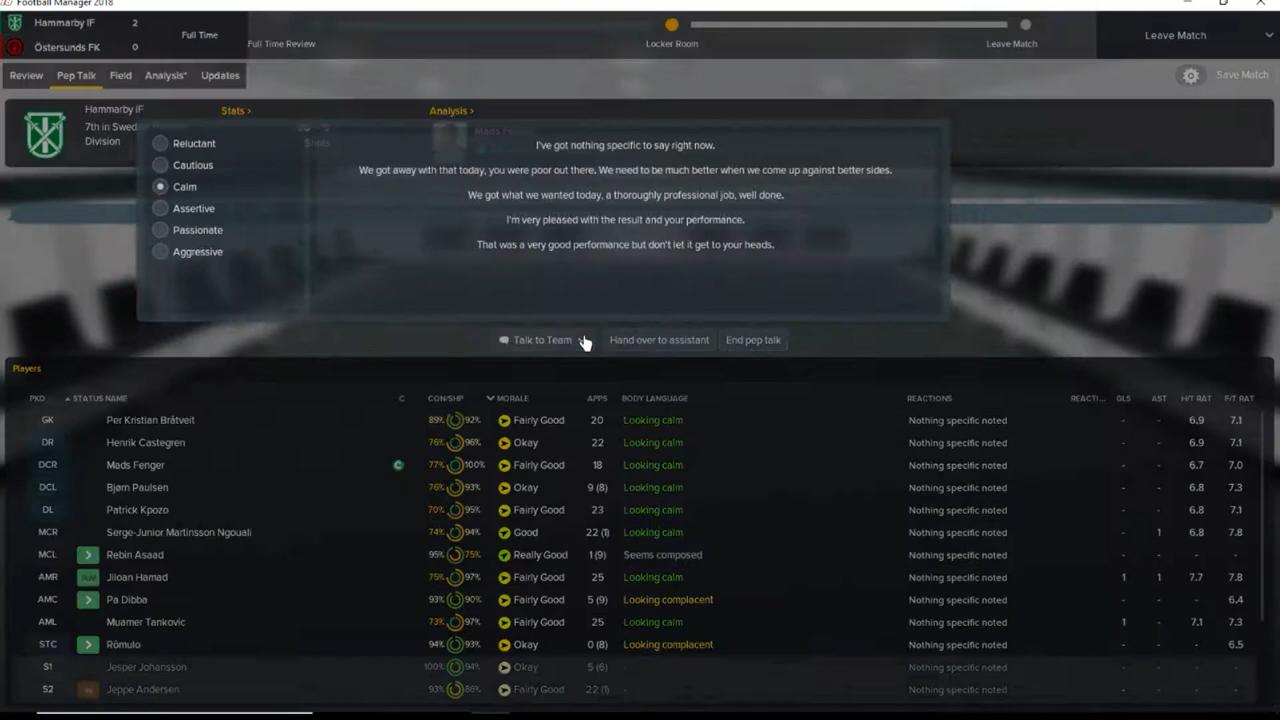 Football Manager 2018
Hammarby IF 2
Östersunds FK 0
Full Time
Full Time Review
Locker Room
Leave Match
Leave Match
Review Pep Talk Field Analysis* Updates
Save Match
Hammarby IF
7th in Swed
Division
Stats >
Shots
Analysis >
Mads Fe
Reluctant
Cautious
Calm
Assertive
Passionate
Aggressive
I've got nothing specific to say right now.
We got away with that today, you were poor out there. We need to be much better when we come up against better sides.
We got what we wanted today, a thoroughly professional job, well done.
I'm very pleased with the result and your performance.
That was a very good performance but don't let it get to your heads.
Talk to Team Hand over to assistant End pep talk
Players
PKD STATUS NAME C CON/SHP MORALE APPS BODY LANGUAGE REACTIONS REACTI... GLS AST H/T RAT F/T RAT
GK Per Kristian Bråtveit 89% 92% Fairly Good 20 Looking calm Nothing specific noted - - 6.9 7.1
DR Henrik Castegren 76% 96% Okay 22 Looking calm Nothing specific noted - - 6.9 7.1
DCR Mads Fenger C 77% 100% Fairly Good 18 Looking calm Nothing specific noted - - 6.7 7.0
DCL Bjørn Paulsen 76% 93% Okay 9 (8) Looking calm Nothing specific noted - - 6.8 7.3
DL Patrick Kpozo 70% 95% Fairly Good 23 Looking calm Nothing specific noted - - 6.8 7.1
MCR Serge-Junior Martinsson Ngouali 74% 94% Good 22 (1) Looking calm Nothing specific noted - 1 6.8 7.8
MCL Rebin Asaad 95% 75% Really Good 1 (9) Seems composed Nothing specific noted - - - -
AMR Jiloan Hamad 75% 97% Fairly Good 25 Looking calm Nothing specific noted 1 1 7.7 7.8
AMC Pa Dibba 93% 90% Fairly Good 5 (9) Looking complacent Nothing specific noted - - 6.4
AML Muamer Tankovic 73% 97% Fairly Good 25 Looking calm Nothing specific noted 1 - 7.1 7.3
STC Rômulo 94% 93% Okay 0 (8) Looking complacent Nothing specific noted - - 6.5
S1 Jesper Johansson 100% 94% Okay 5 (6) - Nothing specific noted - - - -
S2 Jeppe Andersen 93% 86% Fairly Good 22 (1) - Nothing specific noted - - - -